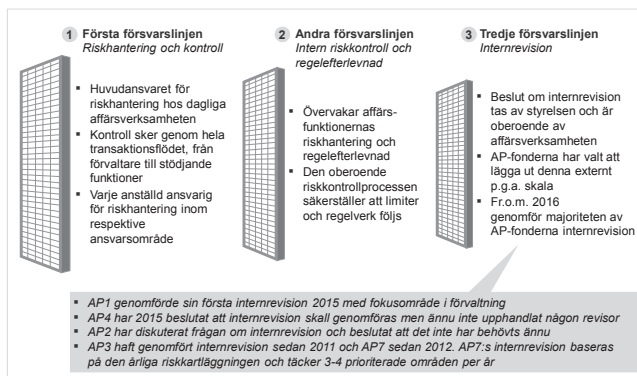 1 Första försvarslinjen
Riskhantering och kontroll
▪ Huvudansvaret för
riskhantering hos dagliga
affärsverksamheten
▪ Kontroll sker genom hela
transaktionsflödet, från
förvaltare till stödjande
funktioner
▪ Varje anställd ansvarig
för riskhantering inom
respektive
ansvarsområde
2 Andra försvarslinjen
Intern riskkontroll och
regelefterlevnad
▪ Övervakar affärs-
funktionernas
riskhantering och
regelefterlevnad
▪ Den oberoende
riskkontrollprocessen
säkerställer att limiter
och regelverk följs
3 Tredje försvarslinjen
Internrevision
▪ Beslut om internrevision
tas av styrelsen och är
oberoende av
affärsverksamheten
▪ AP-fonderna har valt att
lägga ut denna externt
p.g.a. skala
▪ Fr.o.m. 2016
genomför majoriteten av
AP-fonderna internrevision
▪ AP1 genomförde sin första internrevision 2015 med fokusområde i förvaltning
▪ AP4 har 2015 beslutat att internrevision skall genomföras men ännu inte upphandlat någon revisor
▪ AP2 har diskuterat frågan om internrevision och beslutat att det inte har behövts ännu
▪ AP3 haft genomfört internrevision sedan 2011 och AP7 sedan 2012. AP7:s internrevision baseras
på den årliga riskkartläggningen och täcker 3-4 prioriterade områden per år